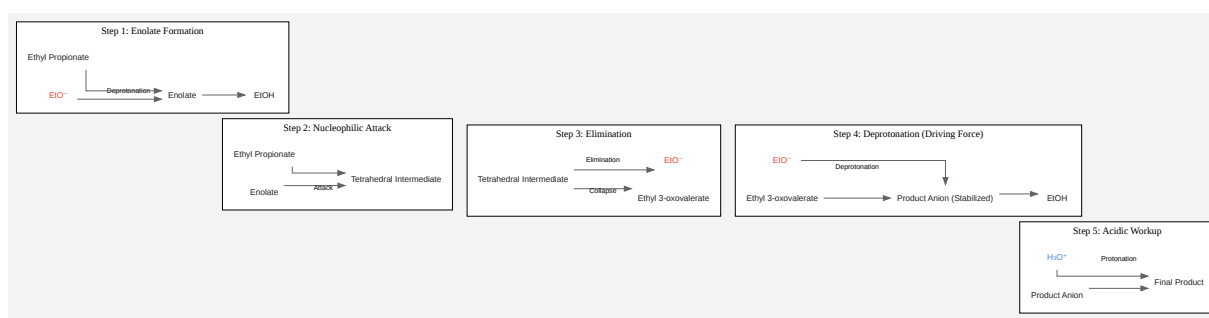 Step 1: Enolate Formation
Ethyl Propionate
Deprotonation
EtO⁻
Enolate
EtOH
Step 2: Nucleophilic Attack
Ethyl Propionate
Attack
Enolate
Tetrahedral Intermediate
Step 3: Elimination
Elimination
EtO⁻
Tetrahedral Intermediate
Collapse
Ethyl 3-oxovalerate
Step 4: Deprotonation (Driving Force)
EtO⁻
Deprotonation
Ethyl 3-oxovalerate
Product Anion (Stabilized)
EtOH
Step 5: Acidic Workup
H₃O⁺
Protonation
Product Anion
Final Product